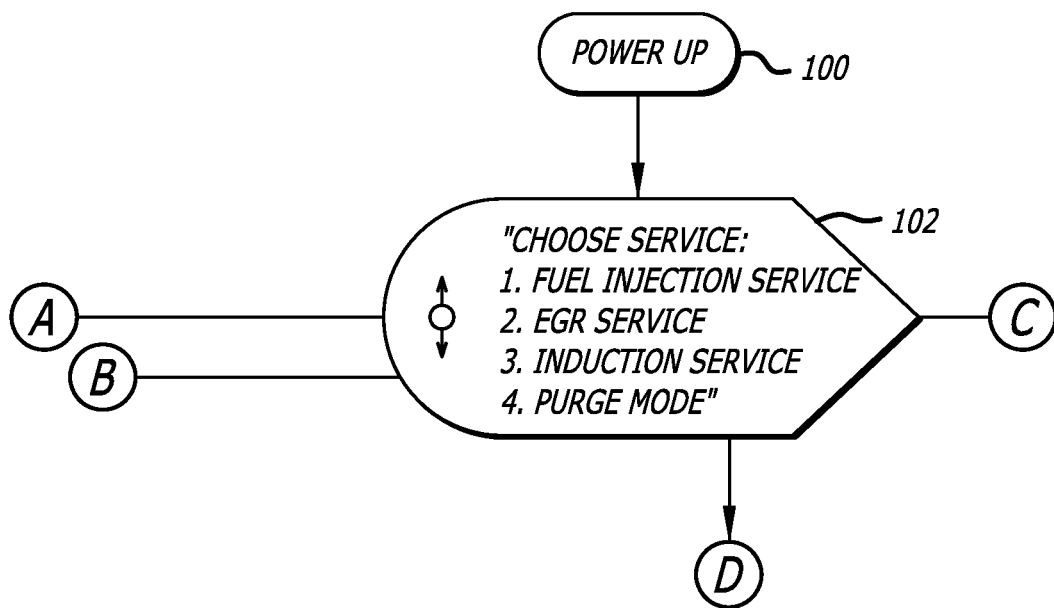 POWER UP
100
102
"CHOOSE SERVICE:
1. FUEL INJECTION SERVICE
2. EGR SERVICE
3. INDUCTION SERVICE
4. PURGE MODE"
A
B
C
D